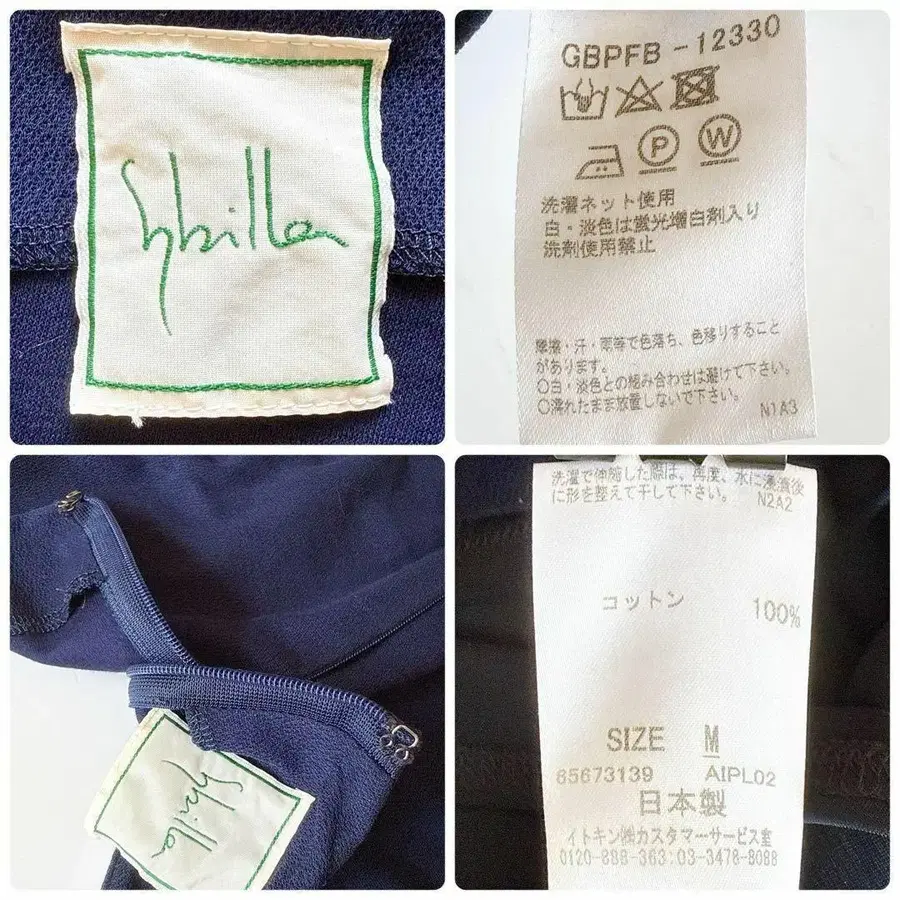 Sybilla
GBPFB-12330
P W
洗濯ネット使用
白・淡色は蛍光増白剤入り
洗剤使用禁止
摩擦・汗・雨等で色落ち、色移りすること
があります。
○白・淡色との組み合わせは避けて下さい。
○濡れたまま放置しないで下さい。
N1A3
Sybilla
洗濯で伸縮した際は、再度、水に浸漬後
に形を整えて干して下さい。
N2A2
コットン 100%
SIZE M
65673139 AIPL02
日本製
イトキン㈱カスタマーサービス室
0120-888-363:03-3478-8088